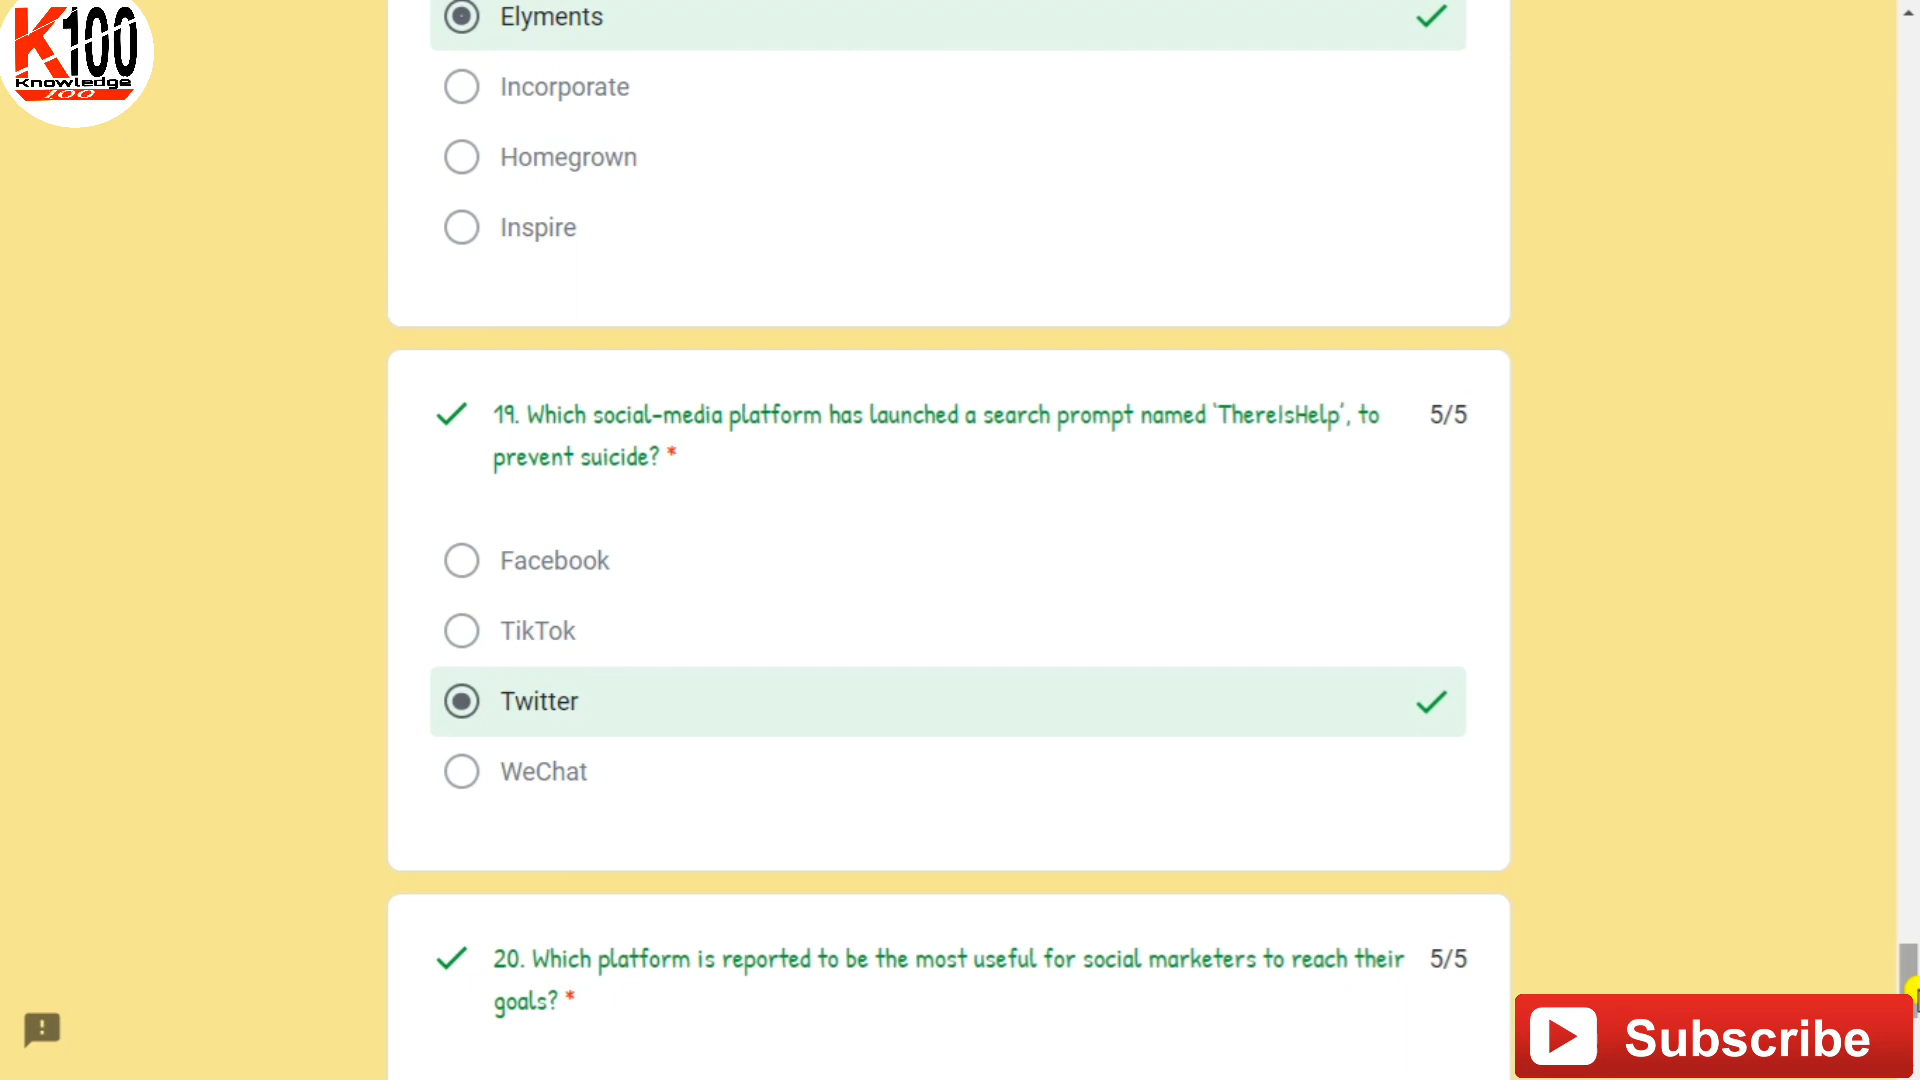 K100
Knowledge
100
Elyments
Incorporate
Homegrown
Inspire
19. Which social-media platform has launched a search prompt named 'ThereIsHelp', to
prevent suicide? *
5/5
Facebook
TikTok
Twitter
WeChat
20. Which platform is reported to be the most useful for social marketers to reach their
goals? *
5/5
Subscribe